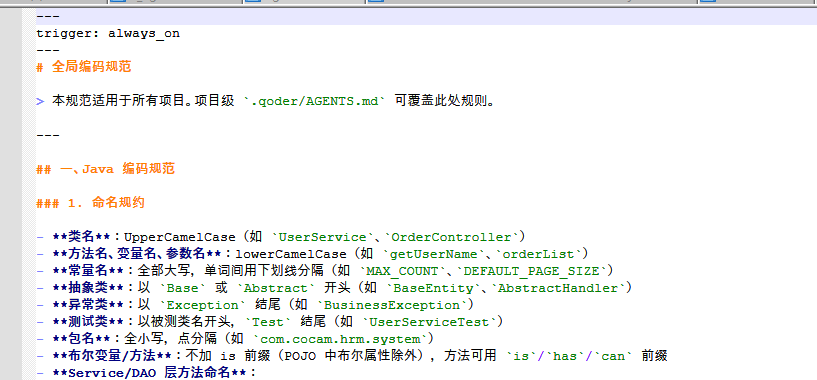 ---
trigger: always_on
---
# 全局编码规范
> 本规范适用于所有项目。项目级 `.qoder/AGENTS.md` 可覆盖此处规则。
---
## 一、Java 编码规范
### 1. 命名规约
- **类名**：UpperCamelCase（如 `UserService`、`OrderController`）
- **方法名、变量名、参数名**：lowerCamelCase（如 `getUserName`、`orderList`）
- **常量名**：全部大写，单词间用下划线分隔（如 `MAX_COUNT`、`DEFAULT_PAGE_SIZE`）
- **抽象类**：以 `Base` 或 `Abstract` 开头（如 `BaseEntity`、`AbstractHandler`）
- **异常类**：以 `Exception` 结尾（如 `BusinessException`）
- **测试类**：以被测类名开头，`Test` 结尾（如 `UserServiceTest`）
- **包名**：全小写，点分隔（如 `com.cocam.hrm.system`）
- **布尔变量/方法**：不加 is 前缀（POJO 中布尔属性除外），方法可用 `is`/`has`/`can` 前缀
- **Service/DAO 层方法命名**：